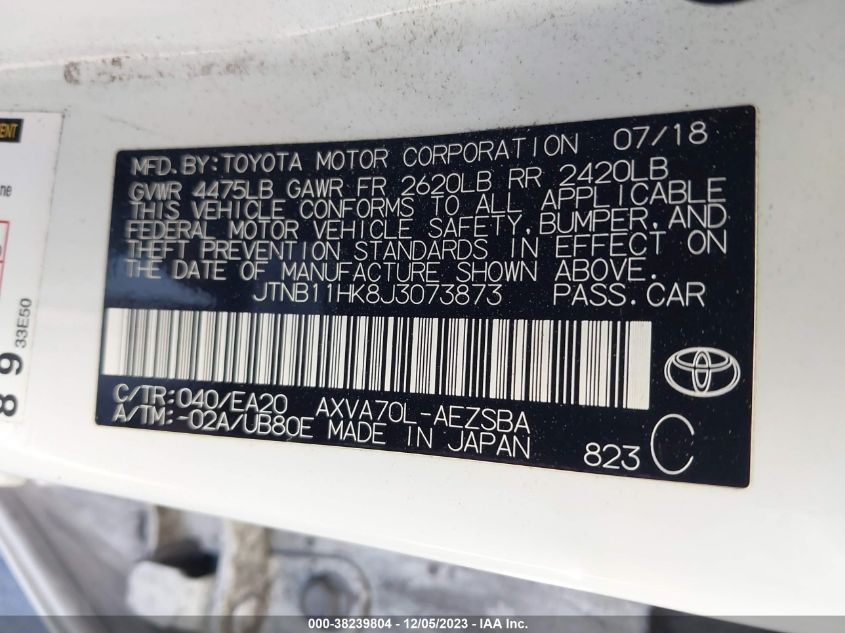 MFD.BY:TOYOTA MOTOR CORPORATION 07/18
GVWR 4475LB GAWR FR 2620LB RR 2420LB
THIS VEHICLE CONFORMS TO ALL APPLICABLE
FEDERAL MOTOR VEHICLE SAFETY, BUMPER, AND
THEFT PREVENTION STANDARDS IN EFFECT ON
THE DATE OF MANUFACTURE SHOWN ABOVE.
JTNB11HK8J3073873 PASS.CAR
C/TR:040/EA20 AXVA70L-AEZSBA
A/TM:-02A/UB80E MADE IN JAPAN
823 C
89
33E50
000-38239804 - 12/05/2023 - IAA Inc.